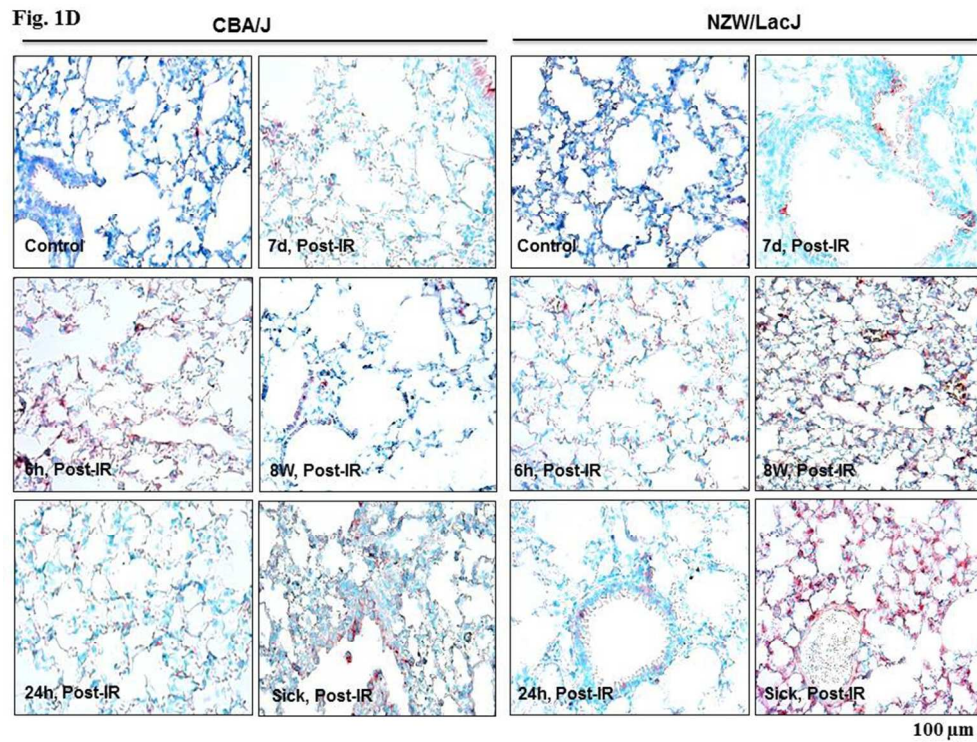 Fig. 1D
CBA/J
NZW/LacJ
Control
7d, Post-IR
Control
7d, Post-IR
6h, Post-IR
8W, Post-IR
6h, Post-IR
8W, Post-IR
24h, Post-IR
Sick, Post-IR
24h, Post-IR
Sick, Post-IR
100 µm